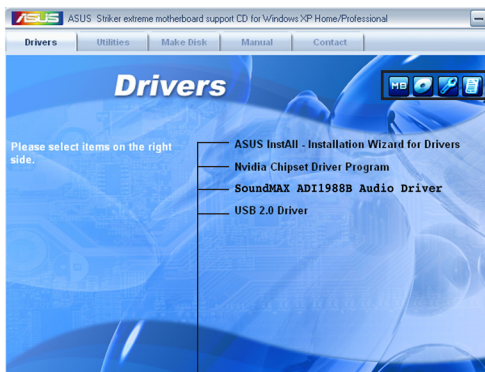 ASUS ASUS Striker extreme motherboard support CD for Windows XP Home/Professional
Drivers Utilities Make Disk Manual Contact
Drivers
MB
Please select items on the right
side.
ASUS InstAll - Installation Wizard for Drivers
Nvidia Chipset Driver Program
SoundMAX ADI1988B Audio Driver
USB 2.0 Driver